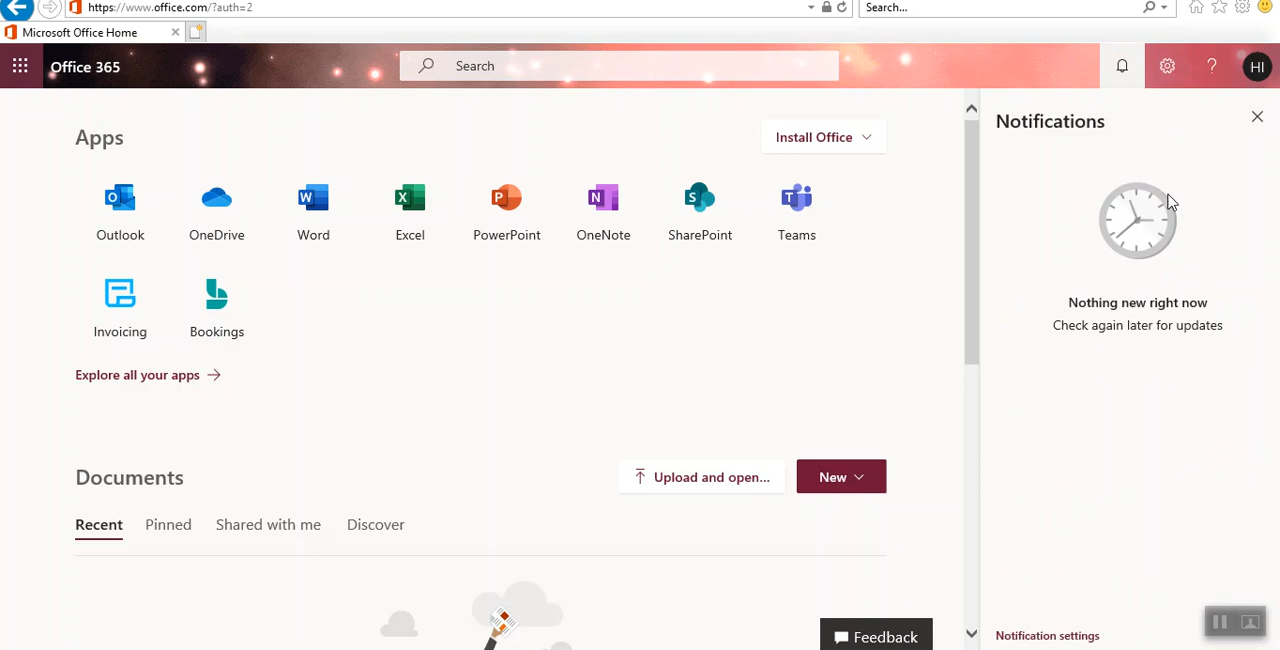 https://www.office.com/?auth=2
Search...
Microsoft Office Home
Office 365
Search
?
HI
Apps
Install Office
Notifications
Outlook
OneDrive
Word
Excel
PowerPoint
OneNote
SharePoint
Teams
Invoicing
Bookings
Nothing new right now
Check again later for updates
Explore all your apps →
Documents
Upload and open...
New
Recent
Pinned
Shared with me
Discover
Feedback
Notification settings